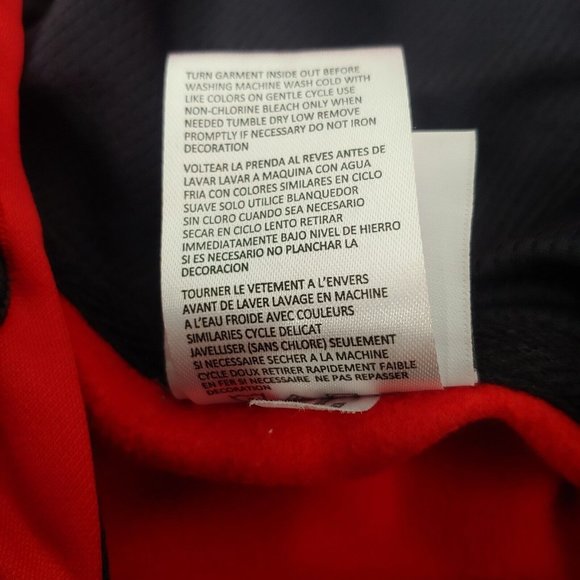 TURN GARMENT INSIDE OUT BEFORE
WASHING MACHINE WASH COLD WITH
LIKE COLORS ON GENTLE CYCLE USE
NON-CHLORINE BLEACH ONLY WHEN
NEEDED TUMBLE DRY LOW REMOVE
PROMPTLY IF NECESSARY DO NOT IRON
DECORATION
VOLTEAR LA PRENDA AL REVES ANTES DE
LAVAR LAVAR A MAQUINA CON AGUA
FRIA CON COLORES SIMILARES EN CICLO
SUAVE SOLO UTILICE BLANQUEDOR
SIN CLORO CUANDO SEA NECESARIO
SECAR EN CICLO LENTO RETIRAR
IMMEDIATAMENTE BAJO NIVEL DE HIERRO
SI ES NECESARIO NO PLANCHAR LA
DECORACION
TOURNER LE VETEMENT A L'ENVERS
AVANT DE LAVER LAVAGE EN MACHINE
A L'EAU FROIDE AVEC COULEURS
SIMILARIES CYCLE DELICAT
JAVELLISER (SANS CHLORE) SEULEMENT
SI NECESSAIRE SECHER A LA MACHINE
CYCLE DOUX RETIRER RAPIDEMENT FAIBLE
EN FER SI NECESSAIRE NE PAS REPASSER
DECORATION